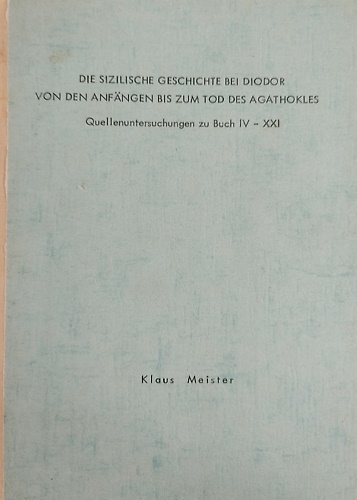 DIE SIZILISCHE GESCHICHTE BEI DIODOR
VON DEN ANFÄNGEN BIS ZUM TOD DES AGATHOKLES
Quellenuntersuchungen zu Buch IV – XXI
Klaus Meister